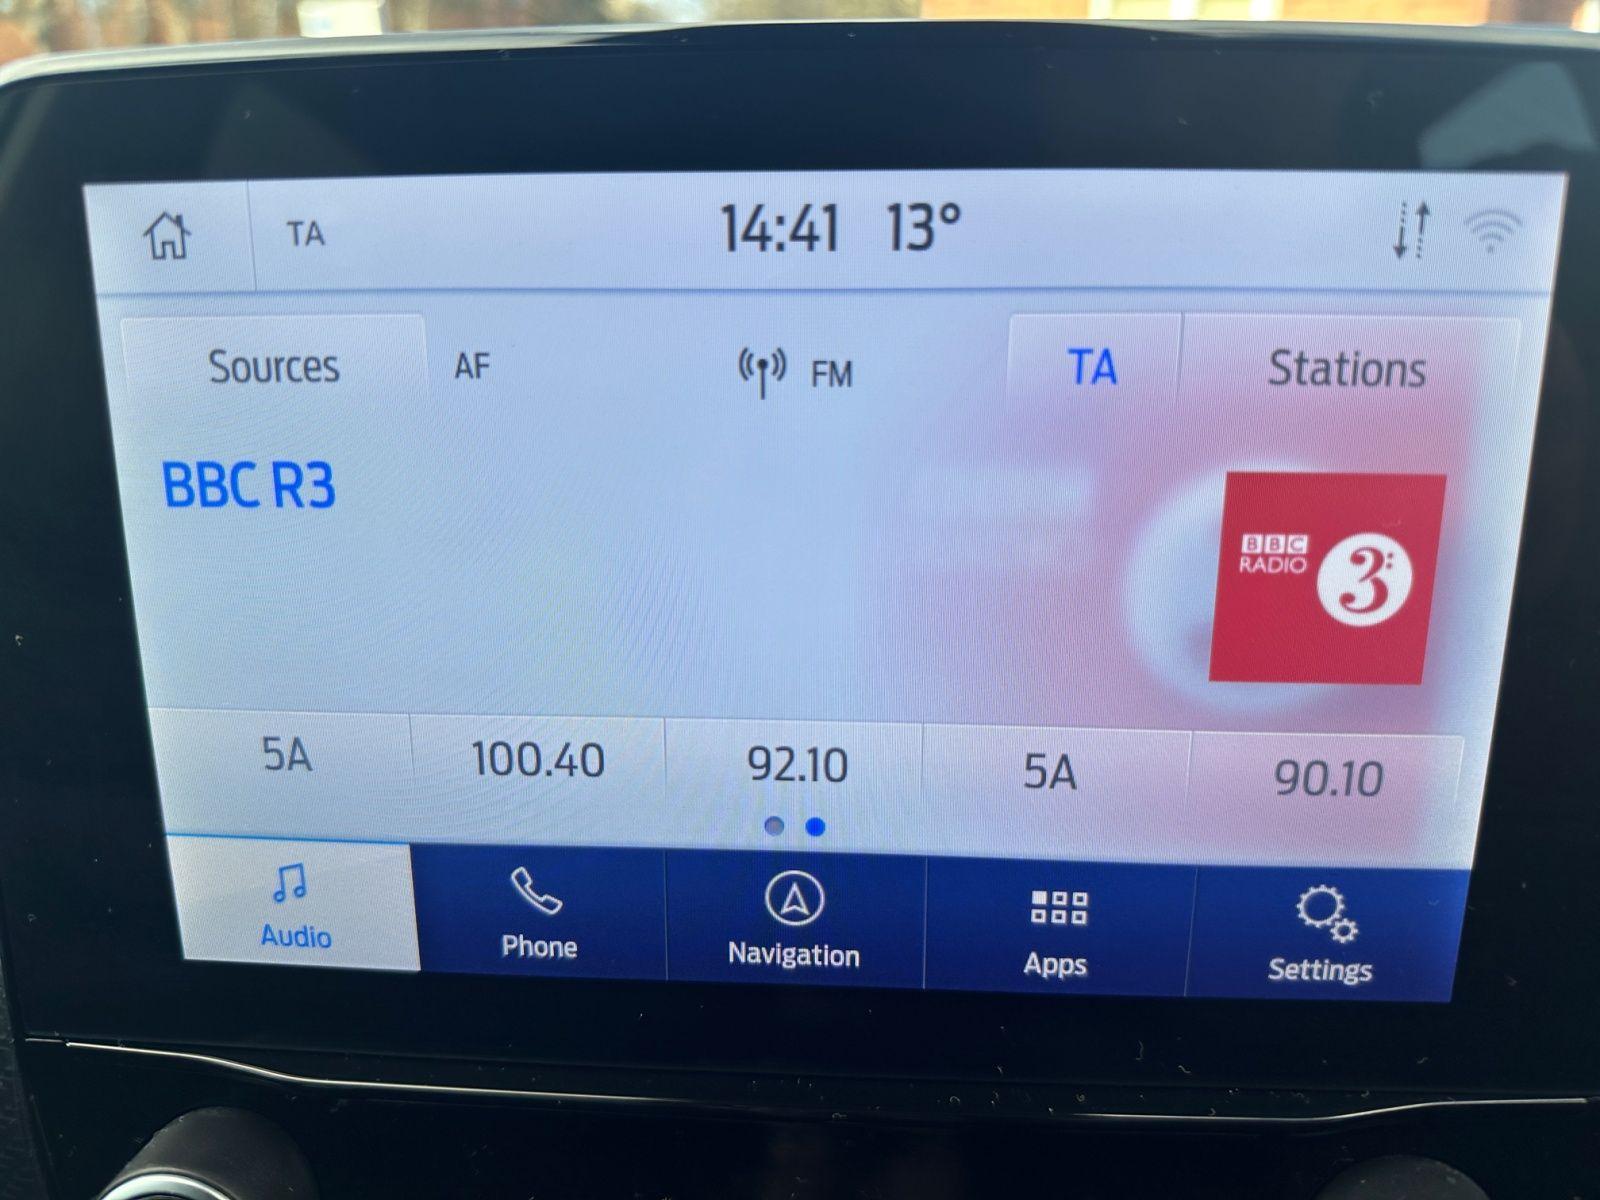 TA 14:41 13°
Sources AF FM TA Stations
BBC R3
BBC
RADIO 3
5A 100.40 92.10 5A 90.10
Audio Phone Navigation Apps Settings